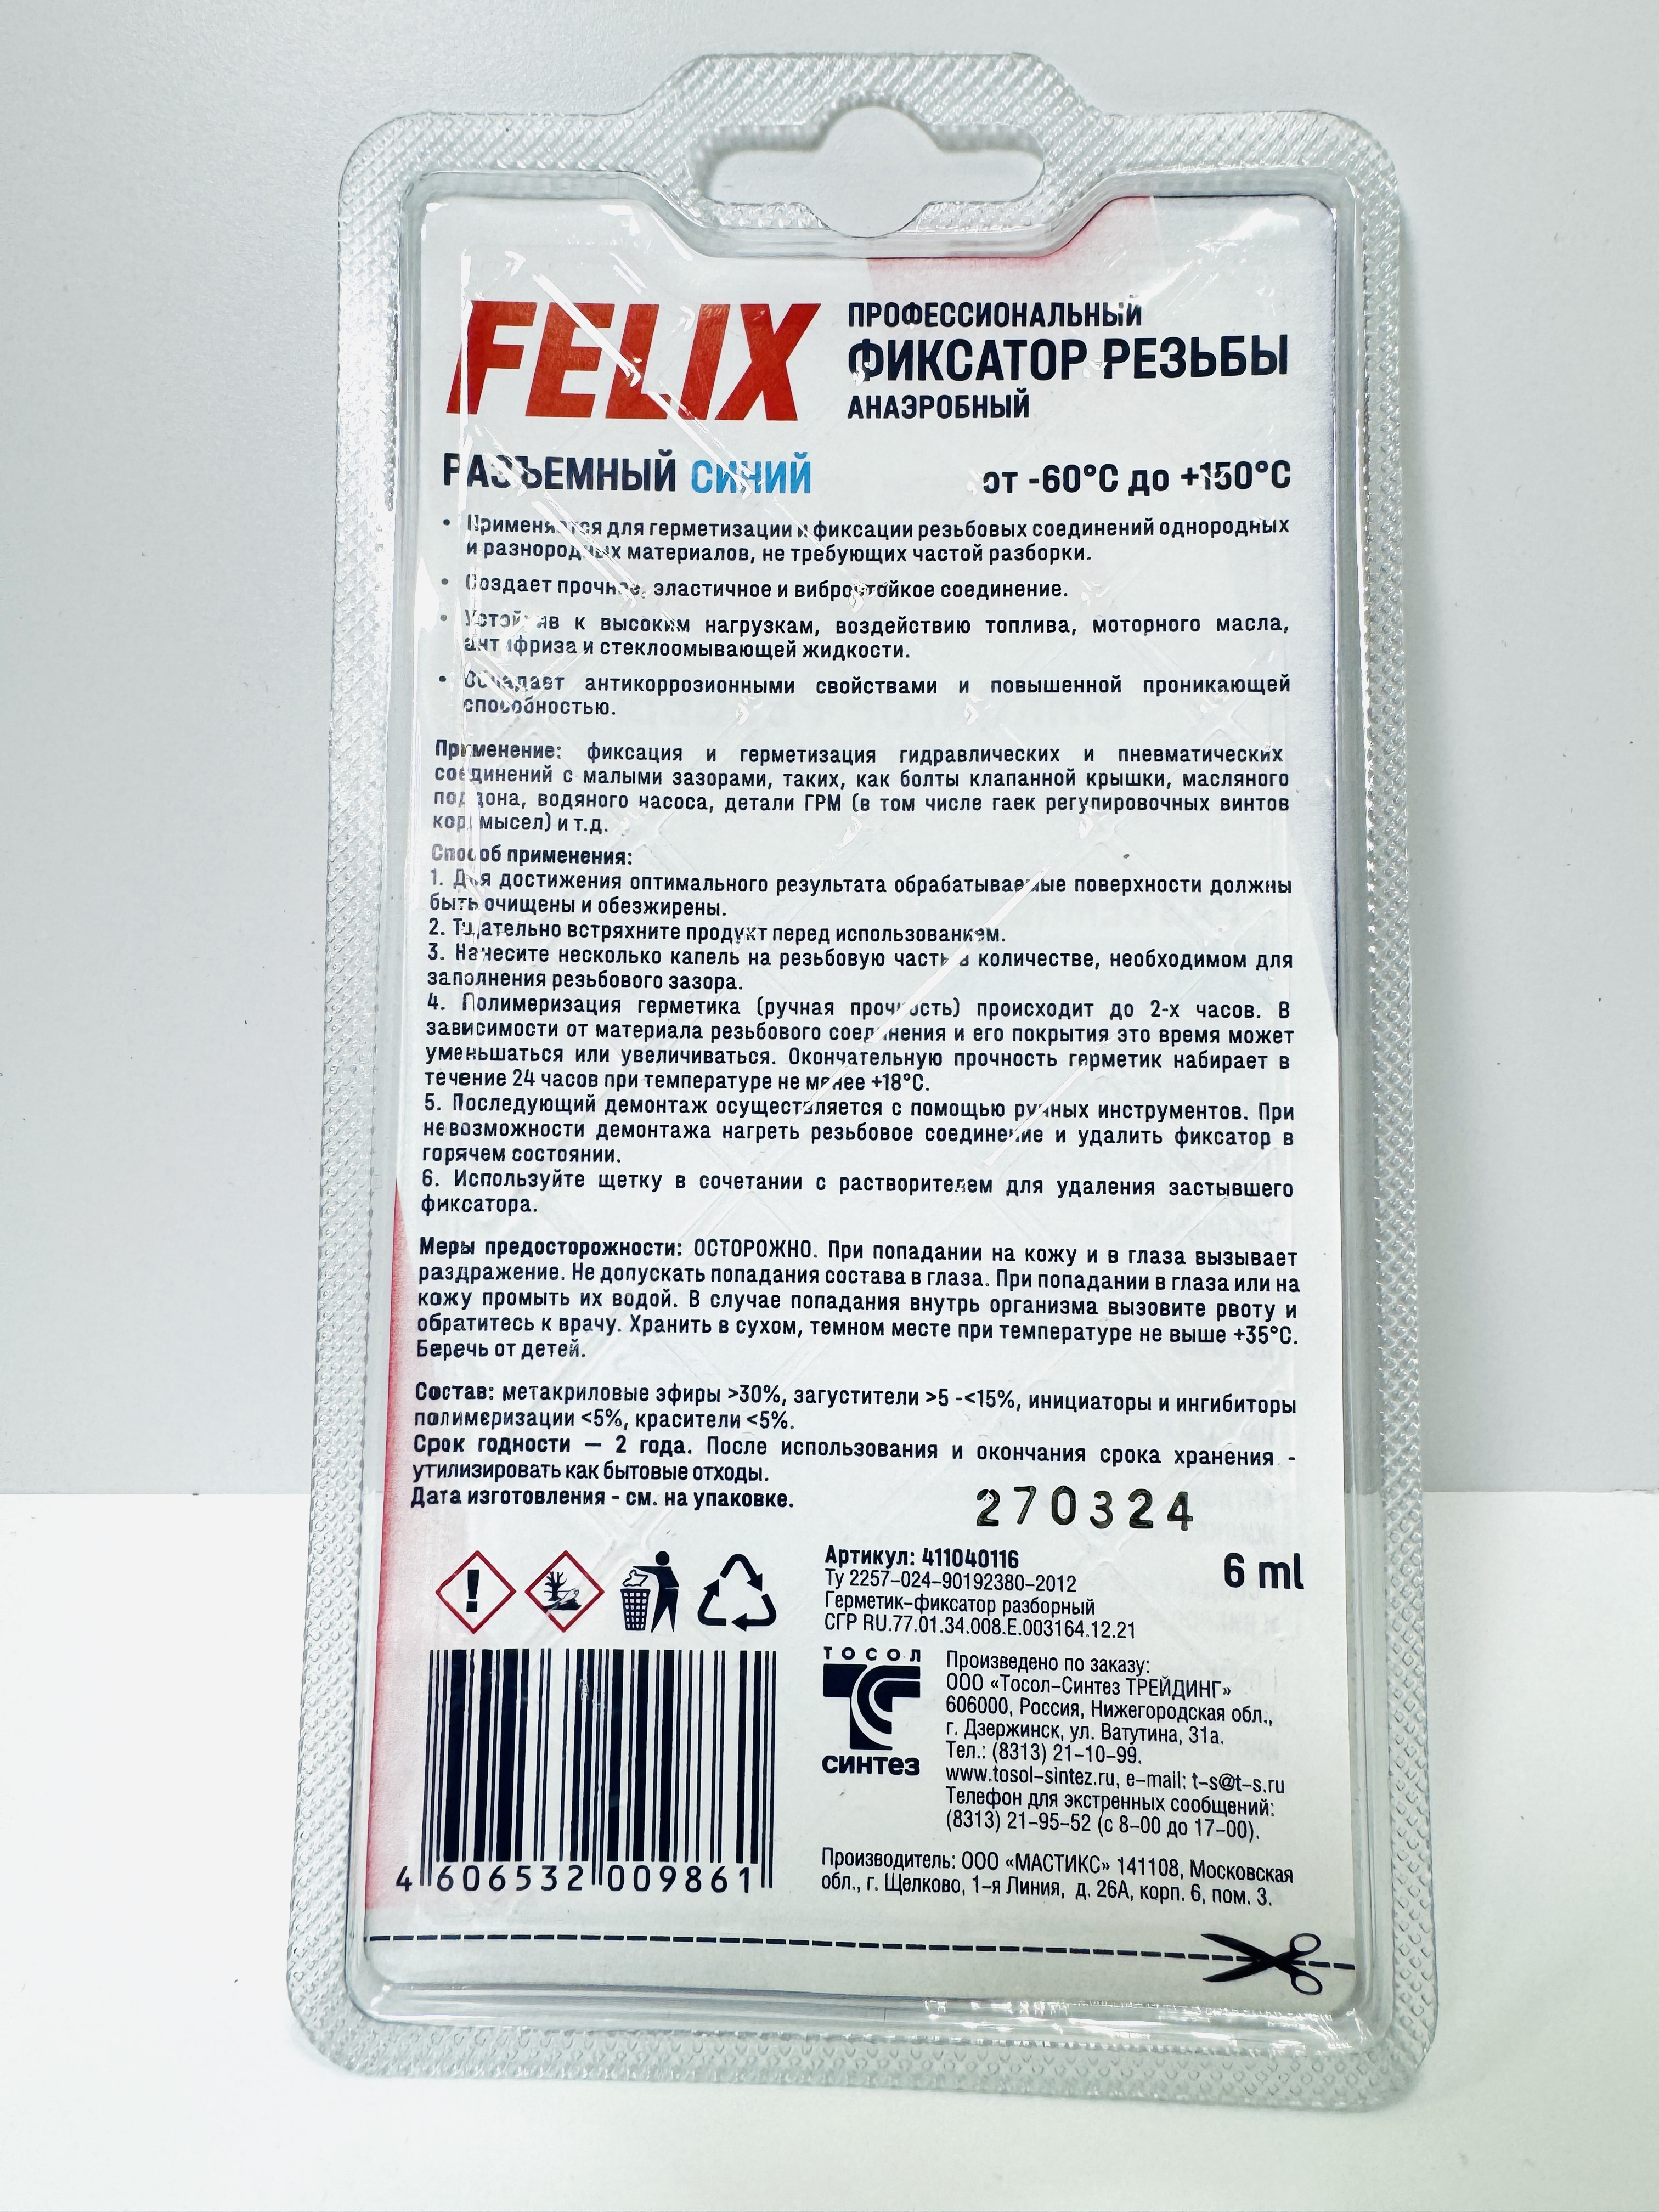 FELIX
ПРОФЕССИОНАЛЬНЫЙ
ФИКСАТОР РЕЗЬБЫ
АНАЭРОБНЫЙ
РАЗЪЕМНЫЙ СИНИЙ
от -60°C до +150°C
• Применяется для герметизации и фиксации резьбовых соединений однородных
и разнородных материалов, не требующих частой разборки.
• Создает прочное, эластичное и вибростойкое соединение.
• Устойчив к высоким нагрузкам, воздействию топлива, моторного масла,
антифриза и стеклоомывающей жидкости.
• Обладает антикоррозионными свойствами и повышенной проникающей
способностью.
Применение: фиксация и герметизация гидравлических и пневматических
соединений с малыми зазорами, таких, как болты клапанной крышки, масляного
поддона, водяного насоса, детали ГРМ (в том числе гаек регулировочных винтов
коромысел) и т.д.
Способ применения:
1. Для достижения оптимального результата обрабатываемые поверхности должны
быть очищены и обезжирены.
2. Тщательно встряхните продукт перед использованием.
3. Нанесите несколько капель на резьбовую часть в количестве, необходимом для
заполнения резьбового зазора.
4. Полимеризация герметика (ручная прочность) происходит до 2-х часов. В
зависимости от материала резьбового соединения и его покрытия это время может
уменьшаться или увеличиваться. Окончательную прочность герметик набирает в
течение 24 часов при температуре не менее +18°C.
5. Последующий демонтаж осуществляется с помощью ручных инструментов. При
невозможности демонтажа нагреть резьбовое соединение и удалить фиксатор в
горячем состоянии.
6. Используйте щетку в сочетании с растворителем для удаления застывшего
фиксатора.
Меры предосторожности: ОСТОРОЖНО. При попадании на кожу и в глаза вызывает
раздражение. Не допускать попадания состава в глаза. При попадании в глаза или на
кожу промыть их водой. В случае попадания внутрь организма вызовите рвоту и
обратитесь к врачу. Хранить в сухом, темном месте при температуре не выше +35°C.
Беречь от детей.
Состав: метакриловые эфиры >30%, загустители >5 -<15%, инициаторы и ингибиторы
полимеризации <5%, красители <5%.
Срок годности — 2 года. После использования и окончания срока хранения -
утилизировать как бытовые отходы.
Дата изготовления - см. на упаковке.
270324
Артикул: 411040116
6 ml
Ту 2257-024-90192380-2012
Герметик-фиксатор разборный
СГР RU.77.01.34.008.E.003164.12.21
ТОСОЛ
СИНТЕЗ
Произведено по заказу:
ООО «Тосол-Синтез ТРЕЙДИНГ»
606000, Россия, Нижегородская обл.,
г. Дзержинск, ул. Ватутина, 31а.
Тел.: (8313) 21-10-99.
www.tosol-sintez.ru, e-mail: t-s@t-s.ru
Телефон для экстренных сообщений:
(8313) 21-95-52 (с 8-00 до 17-00).
4 606532 009861
Производитель: ООО «МАСТИКС» 141108, Московская
обл., г. Щелково, 1-я Линия, д. 26А, корп. 6, пом. 3.